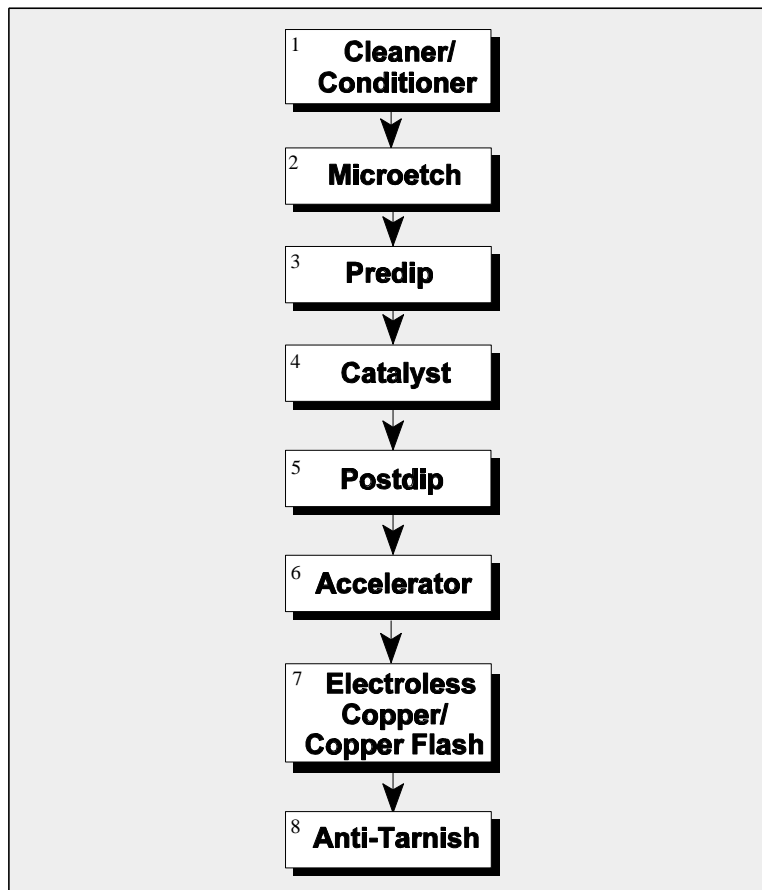 1
Cleaner/
Conditioner
2
Microetch
3
Predip
4
Catalyst
5
Postdip
6
Accelerator
7
Electroless
Copper/
Copper Flash
8
Anti-Tarnish